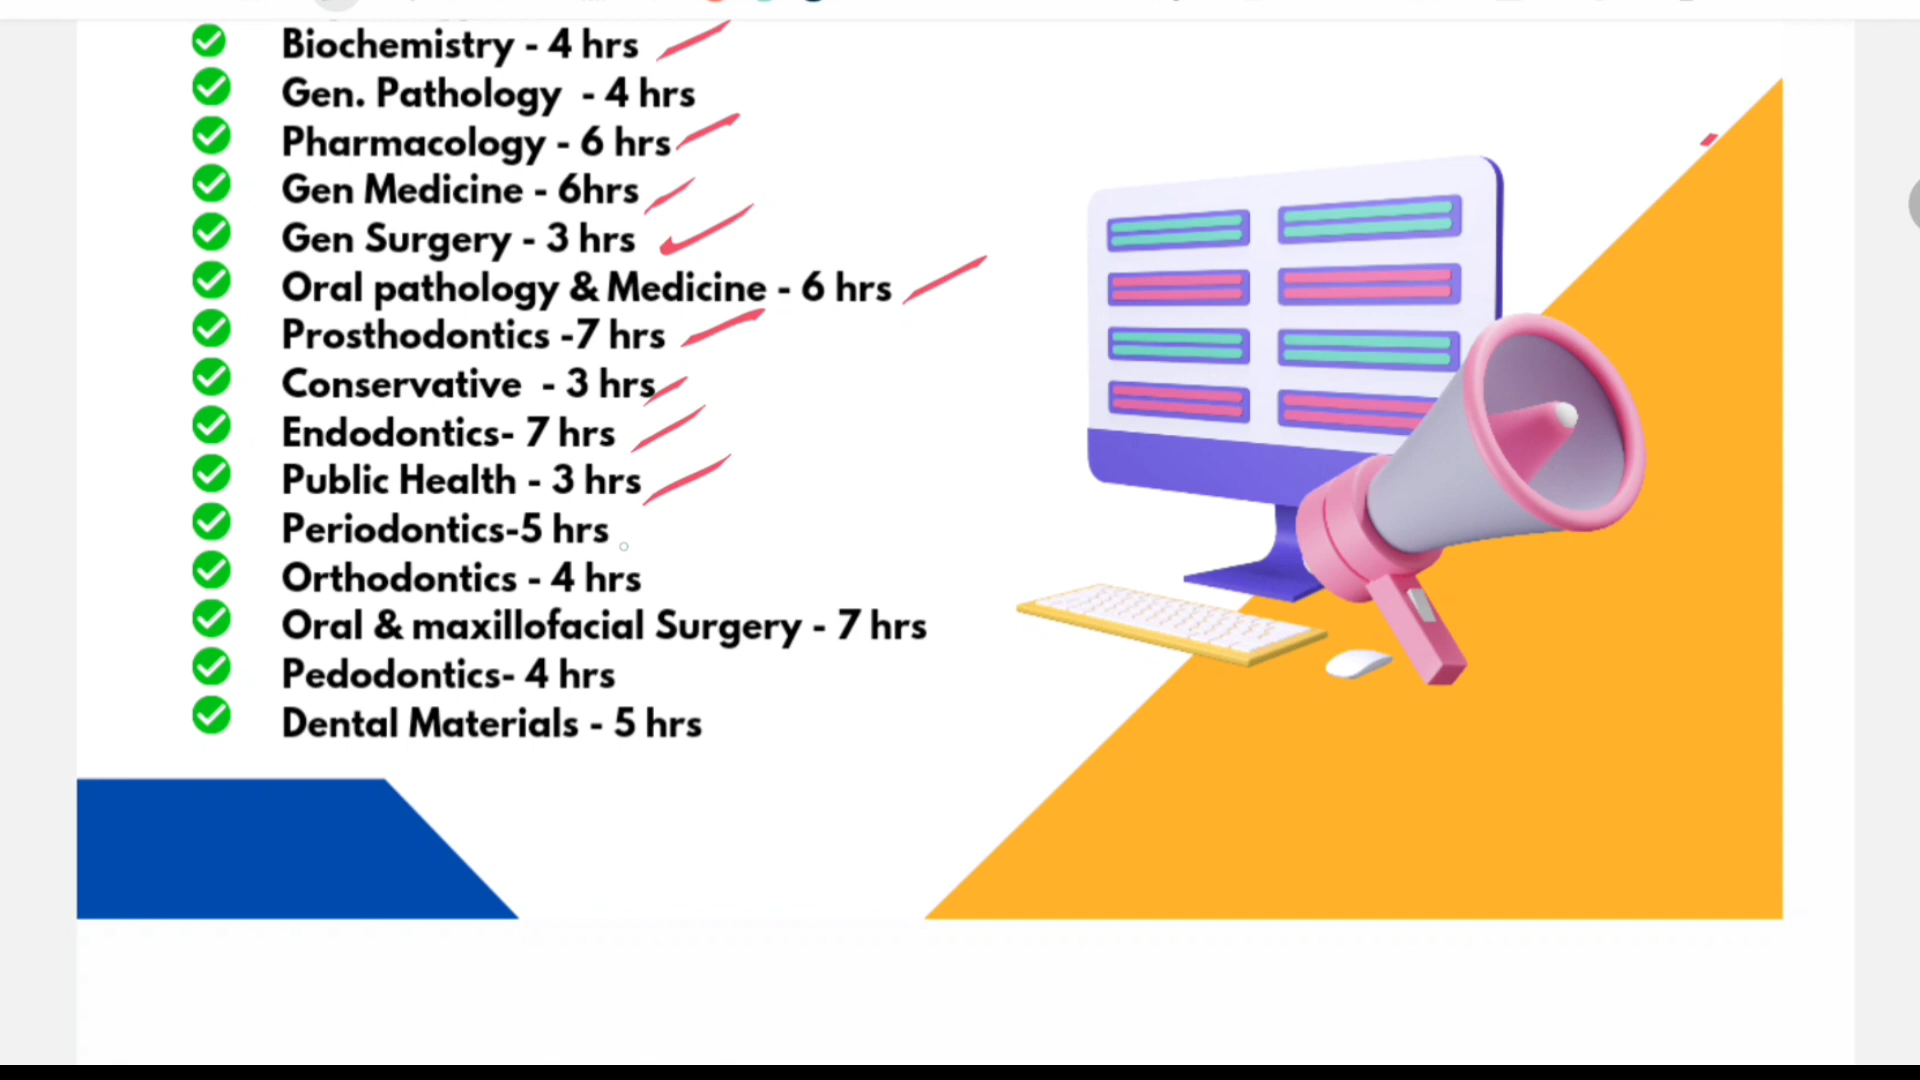 Biochemistry - 4 hrs
Gen. Pathology - 4 hrs
Pharmacology - 6 hrs
Gen Medicine - 6hrs
Gen Surgery - 3 hrs
Oral pathology & Medicine - 6 hrs
Prosthodontics -7 hrs
Conservative - 3 hrs
Endodontics- 7 hrs
Public Health - 3 hrs
Periodontics-5 hrs
Orthodontics - 4 hrs
Oral & maxillofacial Surgery - 7 hrs
Pedodontics- 4 hrs
Dental Materials - 5 hrs